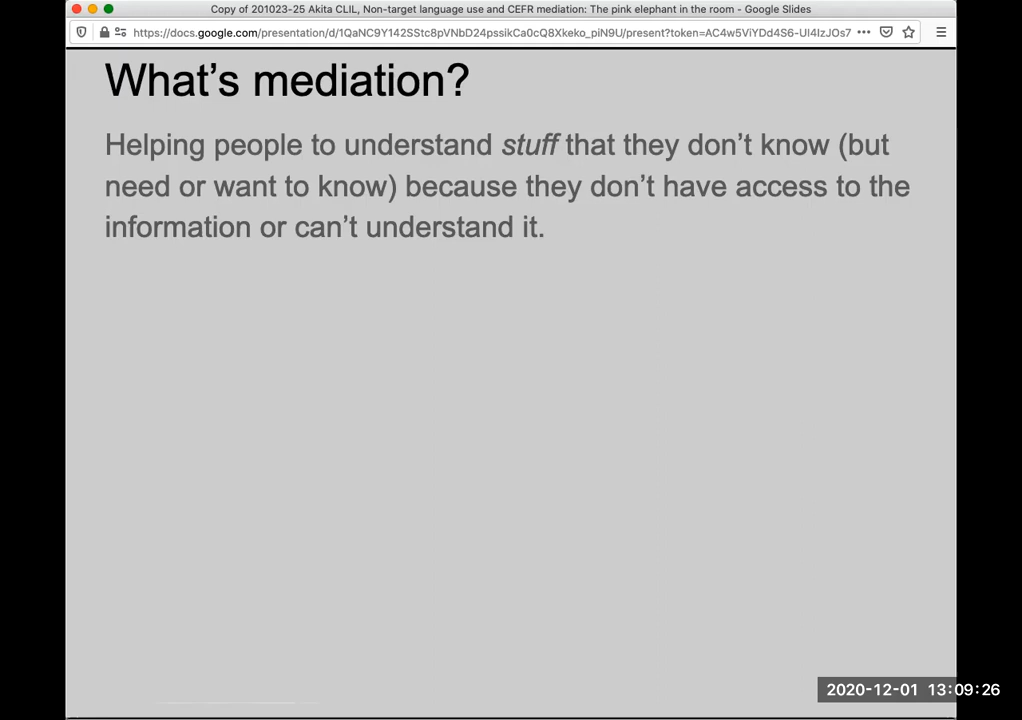 Copy of 201023-25 Akita CLIL, Non-target language use and CEFR mediation: The pink elephant in the room - Google Slides
https://docs.google.com/presentation/d/1QaNC9Y142SStc8pVNbD24pssikCa0cQ8Xkeko_piN9U/present?token=AC4w5ViYDd4S6-UI4IzJOs7
What's mediation?
Helping people to understand stuff that they don't know (but
need or want to know) because they don't have access to the
information or can't understand it.
2020-12-01 13:09:26